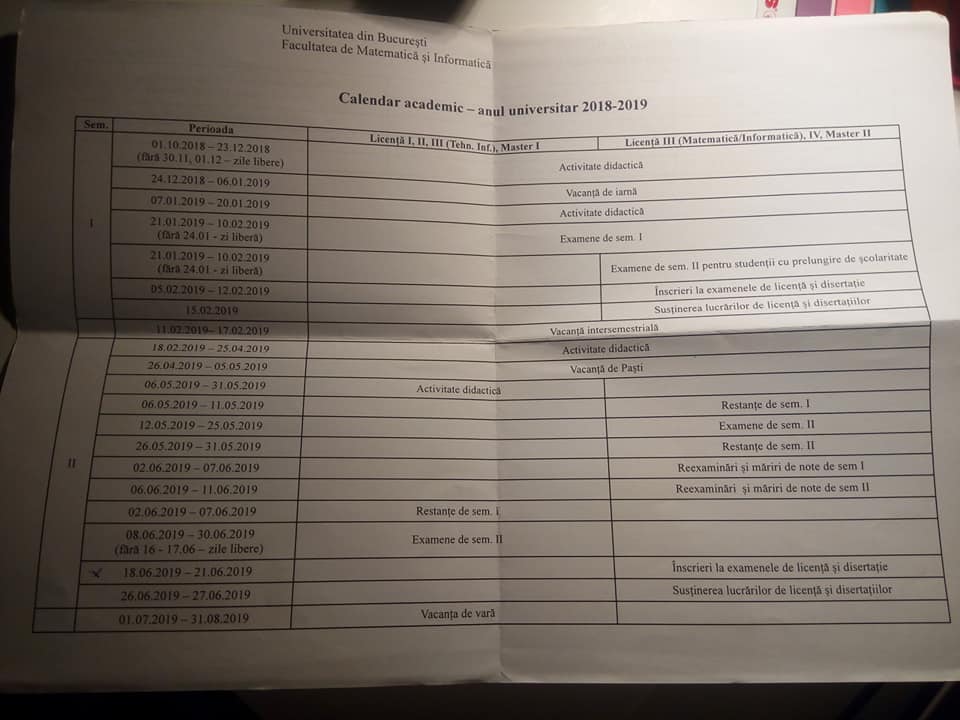 Universitatea din București
Facultatea de Matematică și Informatică
Calendar academic – anul universitar 2018-2019
Sem. Perioada Licență I, II, III (Tehn. Inf.), Master I Licență III (Matematică/Informatică), IV, Master II
I
01.10.2018 – 23.12.2018
(fără 30.11, 01.12 – zile libere)
Activitate didactică
24.12.2018 – 06.01.2019 Vacanță de iarnă
07.01.2019 – 20.01.2019 Activitate didactică
21.01.2019 – 10.02.2019
(fără 24.01 - zi liberă)
Examene de sem. I
21.01.2019 – 10.02.2019
(fără 24.01 - zi liberă)
Examene de sem. II pentru studenții cu prelungire de școlaritate
05.02.2019 – 12.02.2019 Înscrieri la examenele de licență și disertație
15.02.2019 Susținerea lucrărilor de licență și disertațiilor
11.02.2019– 17.02.2019 Vacanță intersemestrială
II
18.02.2019 – 25.04.2019 Activitate didactică
26.04.2019 – 05.05.2019 Vacanță de Paști
06.05.2019 – 31.05.2019 Activitate didactică
06.05.2019 – 11.05.2019 Restanțe de sem. I
12.05.2019 – 25.05.2019 Examene de sem. II
26.05.2019 – 31.05.2019 Restanțe de sem. II
02.06.2019 – 07.06.2019 Reexaminări și măriri de note de sem I
06.06.2019 – 11.06.2019 Reexaminări și măriri de note de sem II
02.06.2019 – 07.06.2019 Restanțe de sem. I
08.06.2019 – 30.06.2019
(fără 16 - 17.06 – zile libere)
Examene de sem. II
18.06.2019 – 21.06.2019 Înscrieri la examenele de licență și disertație
26.06.2019 – 27.06.2019 Susținerea lucrărilor de licență și disertațiilor
01.07.2019 – 31.08.2019 Vacanța de vară